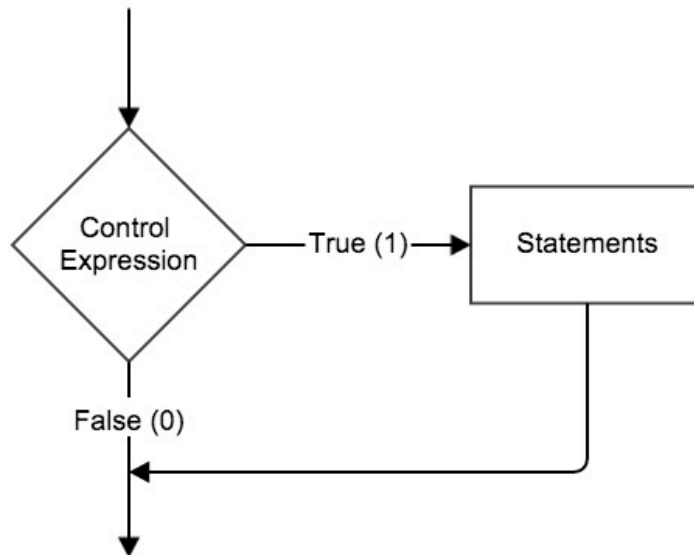 Control
Expression
True (1)
Statements
False (0)